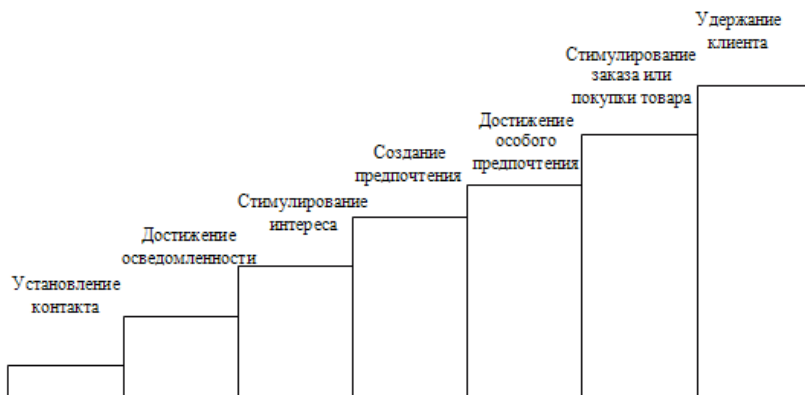 Установление
контакта
Достижение
осведомленности
Стимулирование
интереса
Создание
предпочтения
Достижение
особого
предпочтения
Стимулирование
заказа или
покупки товара
Удержание
клиента